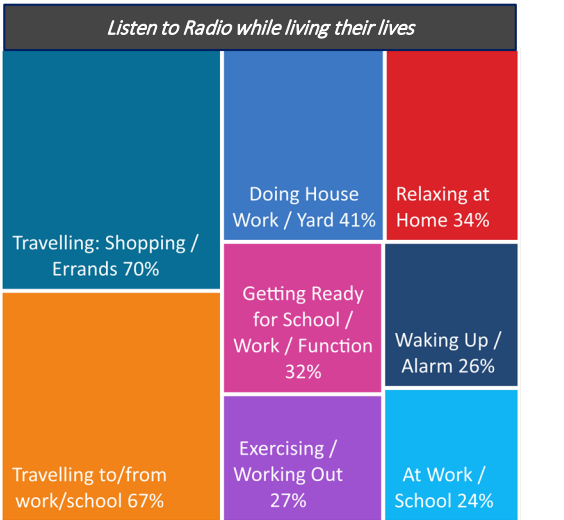 Listen to Radio while living their lives
Travelling: Shopping /
Errands 70%
Travelling to/from
work/school 67%
Doing House
Work / Yard 41%
Getting Ready
for School /
Work / Function
32%
Exercising /
Working Out
27%
Relaxing at
Home 34%
Waking Up /
Alarm 26%
At Work /
School 24%